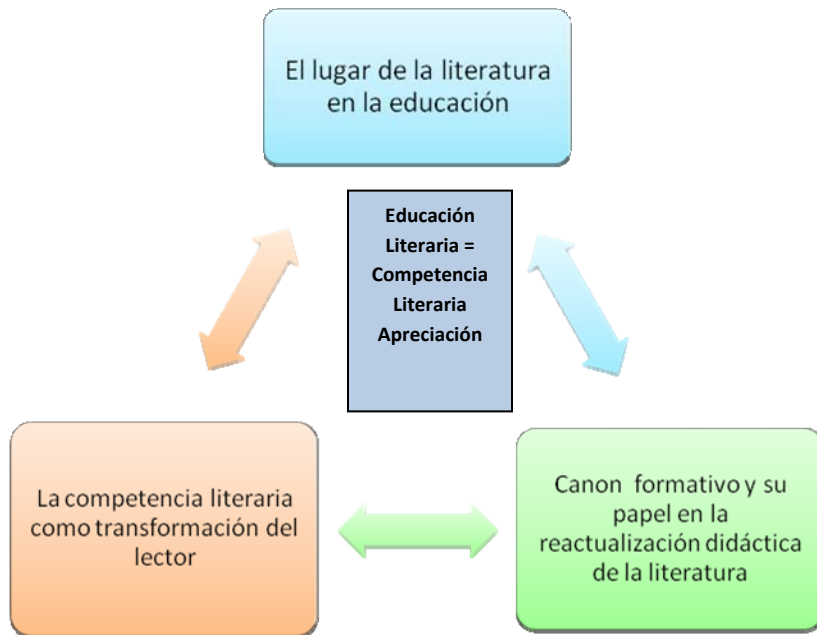 El lugar de la literatura
en la educación
Educación
Literaria =
Competencia
Literaria
Apreciación
La competencia literaria
como transformación del
lector
Canon formativo y su
papel en la
reactualización didáctica
de la literatura